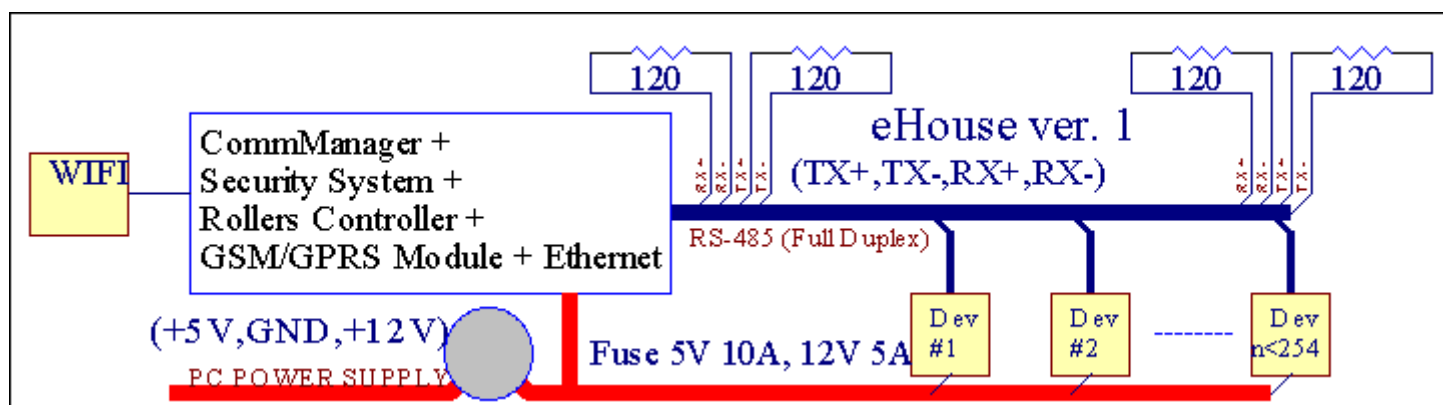 120
120
120
120
eHouse ver. 1
(TX+,TX-,RX+,RX-)
RX+
RX-
TX+
TX-
RX+
RX-
TX+
TX-
WIFI
CommManager +
Security System +
Rollers Controller +
GSM/GPRS Module + Ethernet
RS-485 (Full Duplex)
(+5V,GND,+12V)
PC POWER SUPPLY
Fuse 5V 10A, 12V 5A
Dev
#1
Dev
#2
Dev
n<254